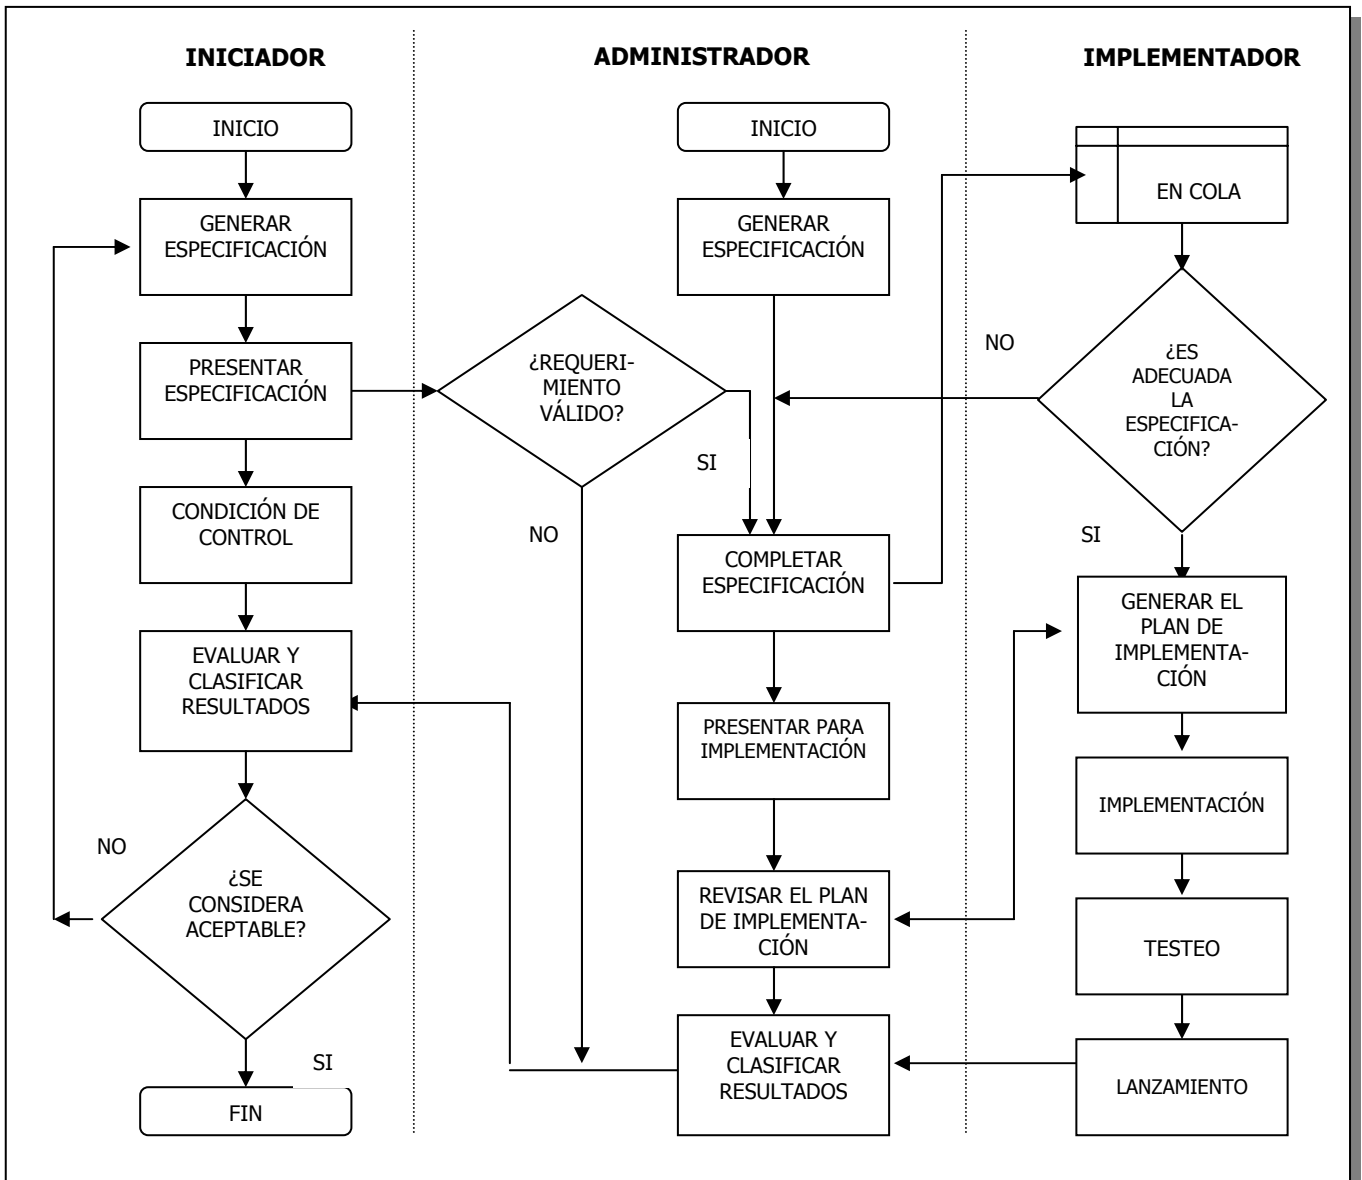 INICIADOR
ADMINISTRADOR
IMPLEMENTADOR
INICIO
GENERAR
ESPECIFICACIÓN
PRESENTAR
ESPECIFICACIÓN
CONDICIÓN DE
CONTROL
EVALUAR Y
CLASIFICAR
RESULTADOS
NO
¿SE
CONSIDERA
ACEPTABLE?
SI
FIN
INICIO
GENERAR
ESPECIFICACIÓN
¿REQUERI-
MIENTO
VÁLIDO?
SI
NO
COMPLETAR
ESPECIFICACIÓN
PRESENTAR PARA
IMPLEMENTACIÓN
REVISAR EL PLAN
DE IMPLEMENTA-
CIÓN
EVALUAR Y
CLASIFICAR
RESULTADOS
EN COLA
NO
¿ES
ADECUADA
LA
ESPECIFICA-
CIÓN?
SI
GENERAR EL
PLAN DE
IMPLEMENTA-
CIÓN
IMPLEMENTACIÓN
TESTEO
LANZAMIENTO